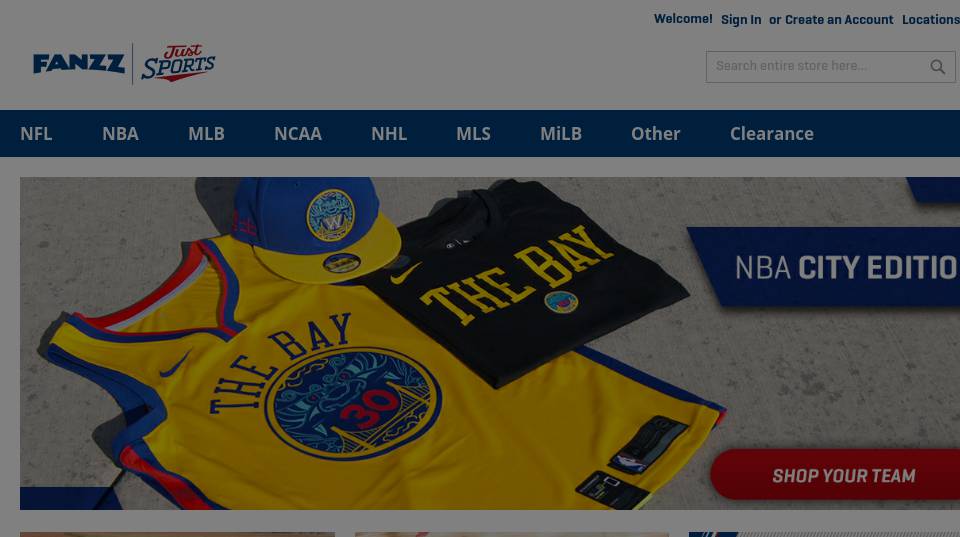 Welcome! Sign In or Create an Account Locations
FANZZ Just SPORTS
Search entire store here...
NFL NBA MLB NCAA NHL MLS MiLB Other Clearance
THE BAY
THE BAY
30
NBA CITY EDITIO
SHOP YOUR TEAM